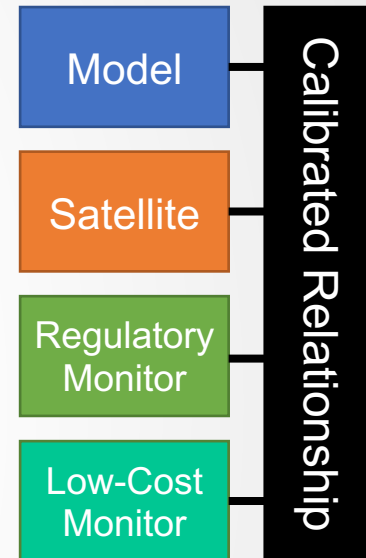 Model
Satellite
Regulatory
Monitor
Low-Cost
Monitor
Calibrated Relationship